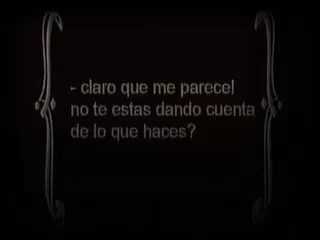 - claro que me parece!
no te estas dando cuenta
de lo que haces?